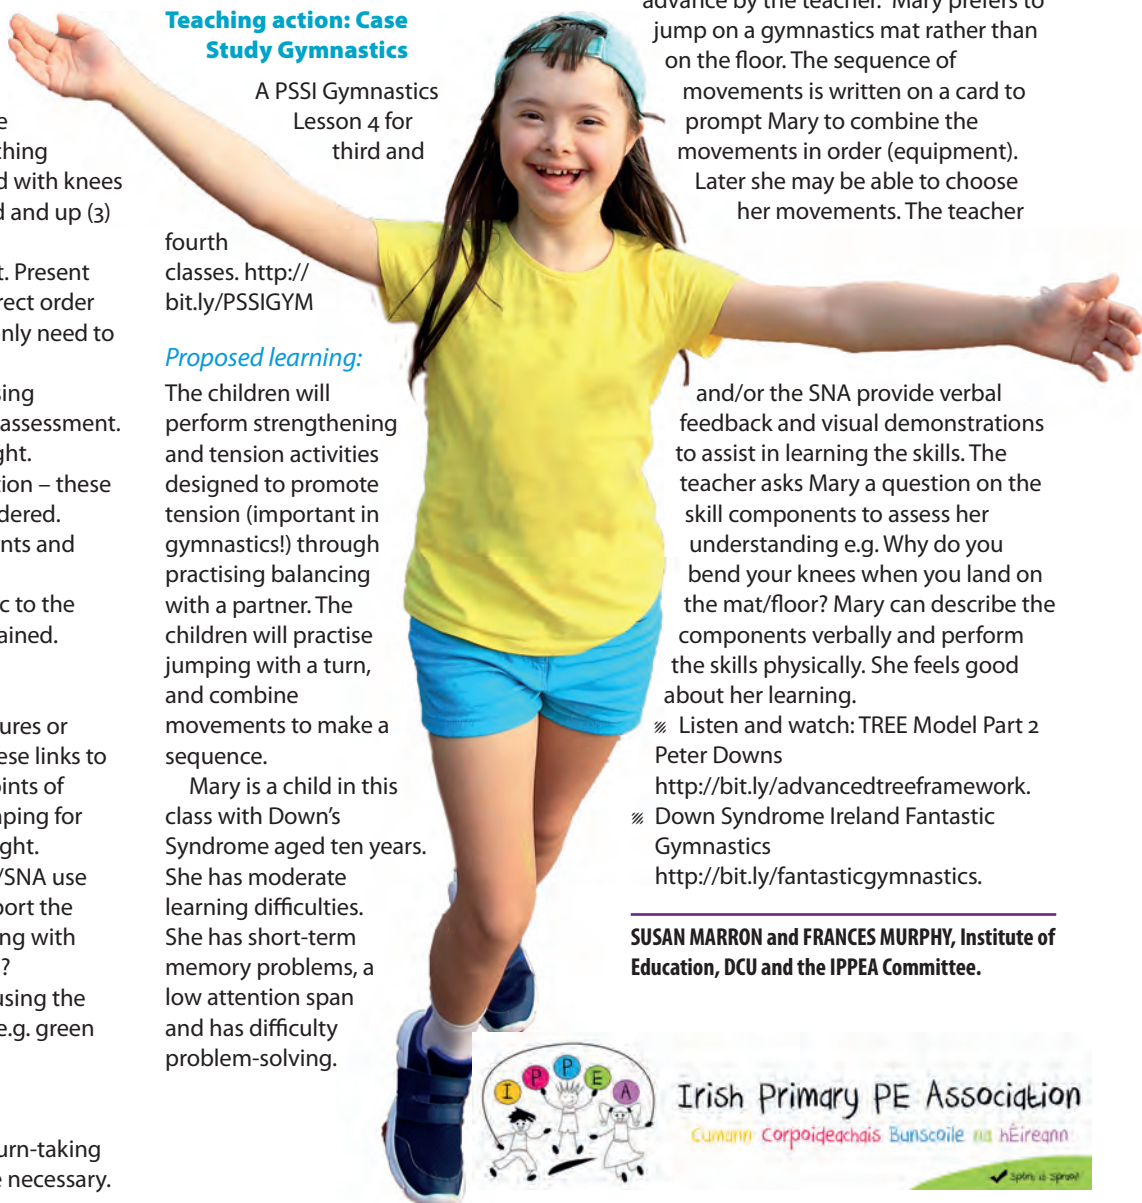 e
thing
d with knees
d and up (3)
t. Present
rect order
only need to
sing
assessment.
ght.
tion – these
dered.
nts and
c to the
ained.
ures or
ese links to
oints of
aping for
ght.
/SNA use
port the
ng with
?
using the
e.g. green
urn-taking
e necessary.
Teaching action: Case
Study Gymnastics
A PSSI Gymnastics
Lesson 4 for
third and
fourth
classes. http://
bit.ly/PSSIGYM
Proposed learning:
The children will
perform strengthening
and tension activities
designed to promote
tension (important in
gymnastics!) through
practising balancing
with a partner. The
children will practise
jumping with a turn,
and combine
movements to make a
sequence.
Mary is a child in this
class with Down’s
Syndrome aged ten years.
She has moderate
learning difficulties.
She has short-term
memory problems, a
low attention span
and has difficulty
problem-solving.
advance by the teacher. Mary prefers to
jump on a gymnastics mat rather than
on the floor. The sequence of
movements is written on a card to
prompt Mary to combine the
movements in order (equipment).
Later she may be able to choose
her movements. The teacher
and/or the SNA provide verbal
feedback and visual demonstrations
to assist in learning the skills. The
teacher asks Mary a question on the
skill components to assess her
understanding e.g. Why do you
bend your knees when you land on
the mat/floor? Mary can describe the
components verbally and perform
the skills physically. She feels good
about her learning.
Listen and watch: TREE Model Part 2
Peter Downs
http://bit.ly/advancedtreeframework.
Down Syndrome Ireland Fantastic
Gymnastics
http://bit.ly/fantasticgymnastics.
SUSAN MARRON and FRANCES MURPHY, Institute of
Education, DCU and the IPPEA Committee.
I P P E A
Irish Primary PE Association
Cumann Corpoideachais Bunscoile na hÉireann